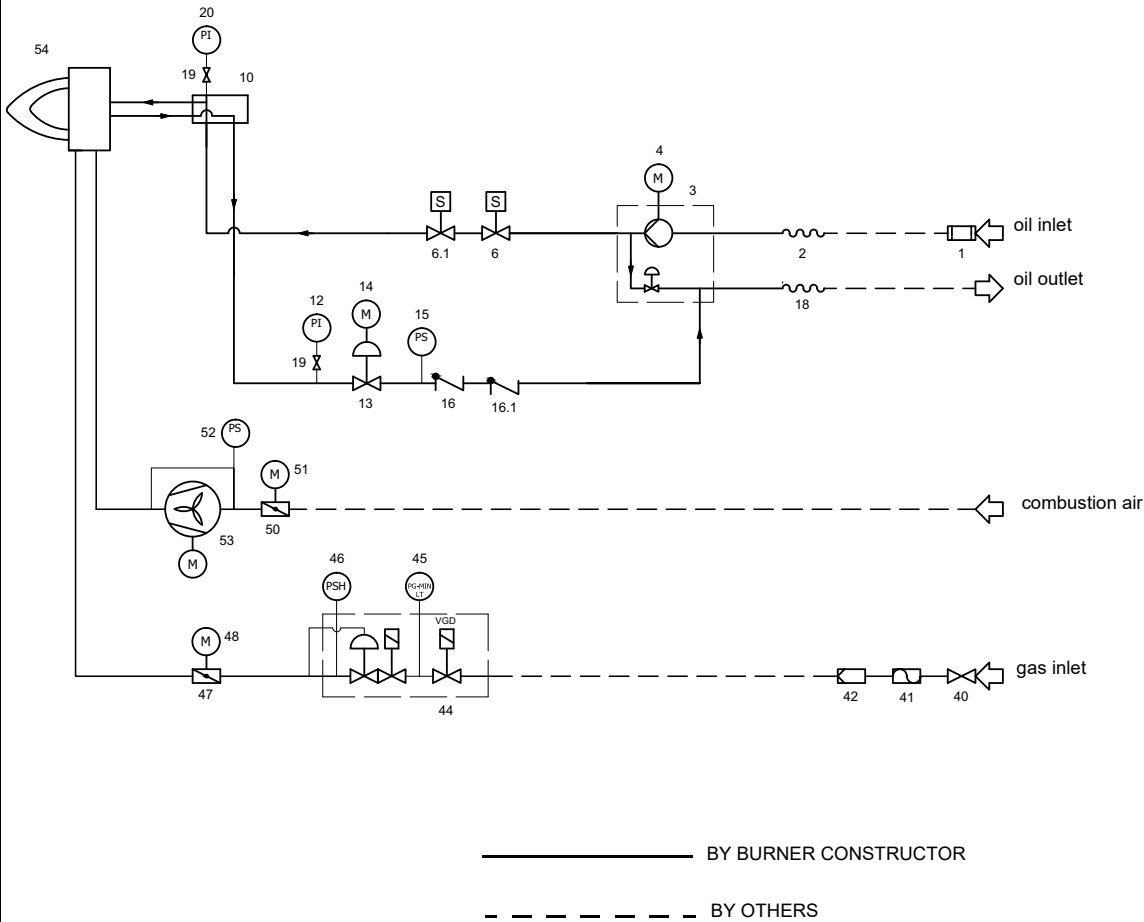 20
PI
54
19
10
4
M
3
S
S
6.1
6
2
1
oil inlet
18
oil outlet
12
PI
19
14
M
13
15
PS
16
16.1
52
PS
M
51
50
53
M
combustion air
46
PSH
45
PG-MIN
LT
VGD
M
48
47
44
42
41
40
gas inlet
BY BURNER CONSTRUCTOR
BY OTHERS